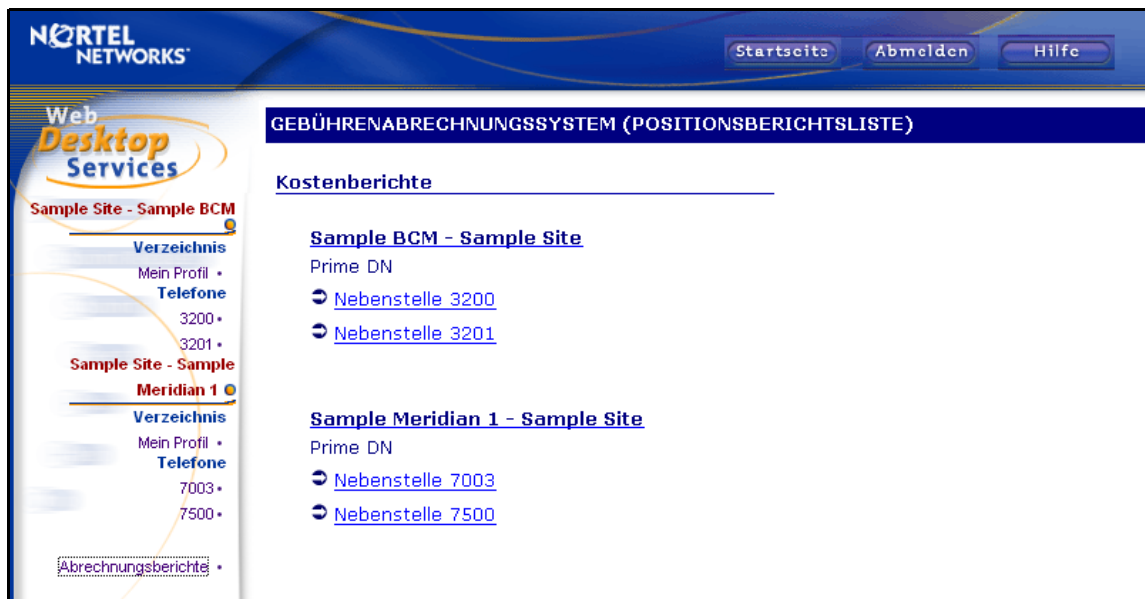 NORTEL
NETWORKS
Startseite Abmelden Hilfe
Web
Desktop
Services
Sample Site - Sample BCM
Verzeichnis
Mein Profil
Telefone
3200
3201
Sample Site - Sample
Meridian 1
Verzeichnis
Mein Profil
Telefone
7003
7500
Abrechnungsberichte
GEBÜHRENABRECHNUNGSSYSTEM (POSITIONSBERICHTSLISTE)
Kostenberichte
Sample BCM - Sample Site
Prime DN
Nebenstelle 3200
Nebenstelle 3201
Sample Meridian 1 - Sample Site
Prime DN
Nebenstelle 7003
Nebenstelle 7500